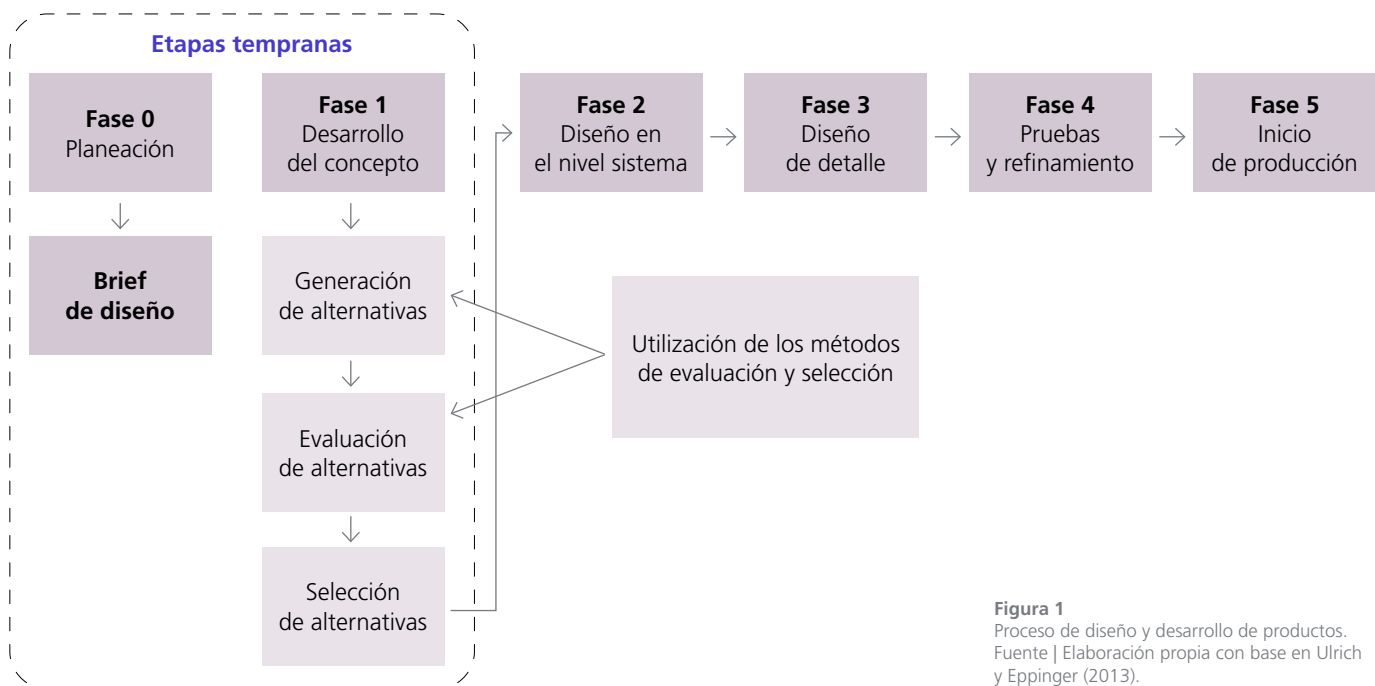 Etapas tempranas
Fase 0
Planeación
Fase 1
Desarrollo
del concepto
Fase 2
Diseño en
el nivel sistema
Fase 3
Diseño
de detalle
Fase 4
Pruebas
y refinamiento
Fase 5
Inicio
de producción
Brief
de diseño
Generación
de alternativas
Utilización de los métodos
de evaluación y selección
Evaluación
de alternativas
Selección
de alternativas
Figura 1
Proceso de diseño y desarrollo de productos.
Fuente | Elaboración propia con base en Ulrich
y Eppinger (2013).